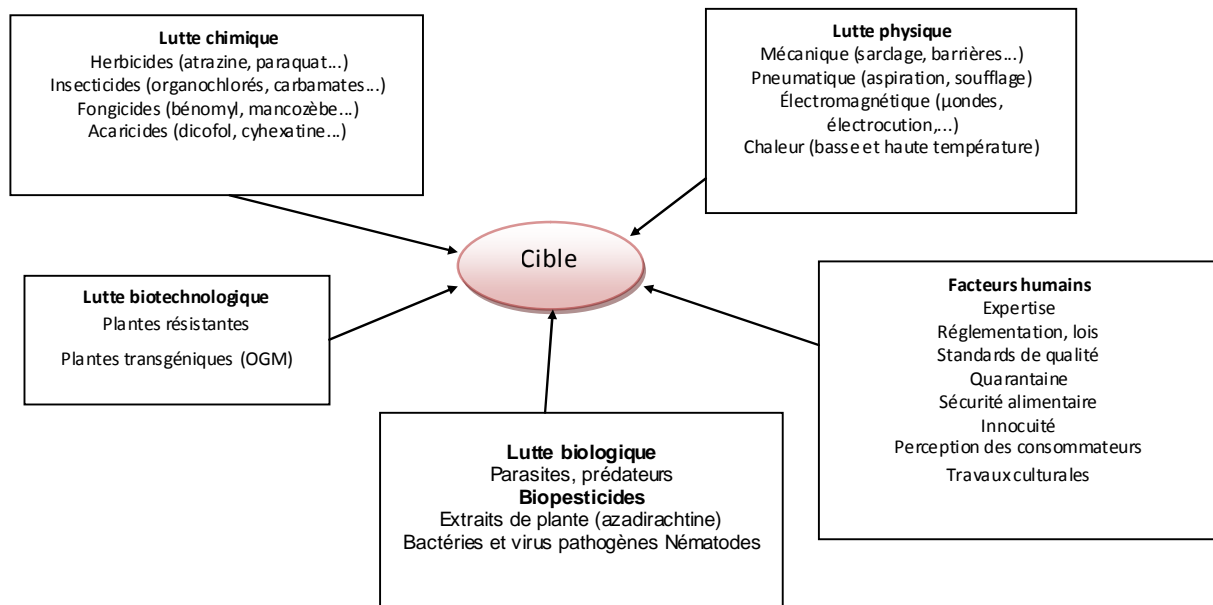 Lutte chimique
Herbicides (atrazine, paraquat...)
Insecticides (organochlorés, carbamates...)
Fongicides (bénomyl, mancozèbe...)
Acaricides (dicofol, cyhexatine...)
Lutte physique
Mécanique (sarclage, barrières...)
Pneumatique (aspiration, soufflage)
Électromagnétique (μondes,
électrocution,...)
Chaleur (basse et haute température)
Cible
Lutte biotechnologique
Plantes résistantes
Plantes transgéniques (OGM)
Facteurs humains
Expertise
Réglementation, lois
Standards de qualité
Quarantaine
Sécurité alimentaire
Innocuité
Perception des consommateurs
Travaux culturales
Lutte biologique
Parasites, prédateurs
Biopesticides
Extraits de plante (azadirachtine)
Bactéries et virus pathogènes Nématodes